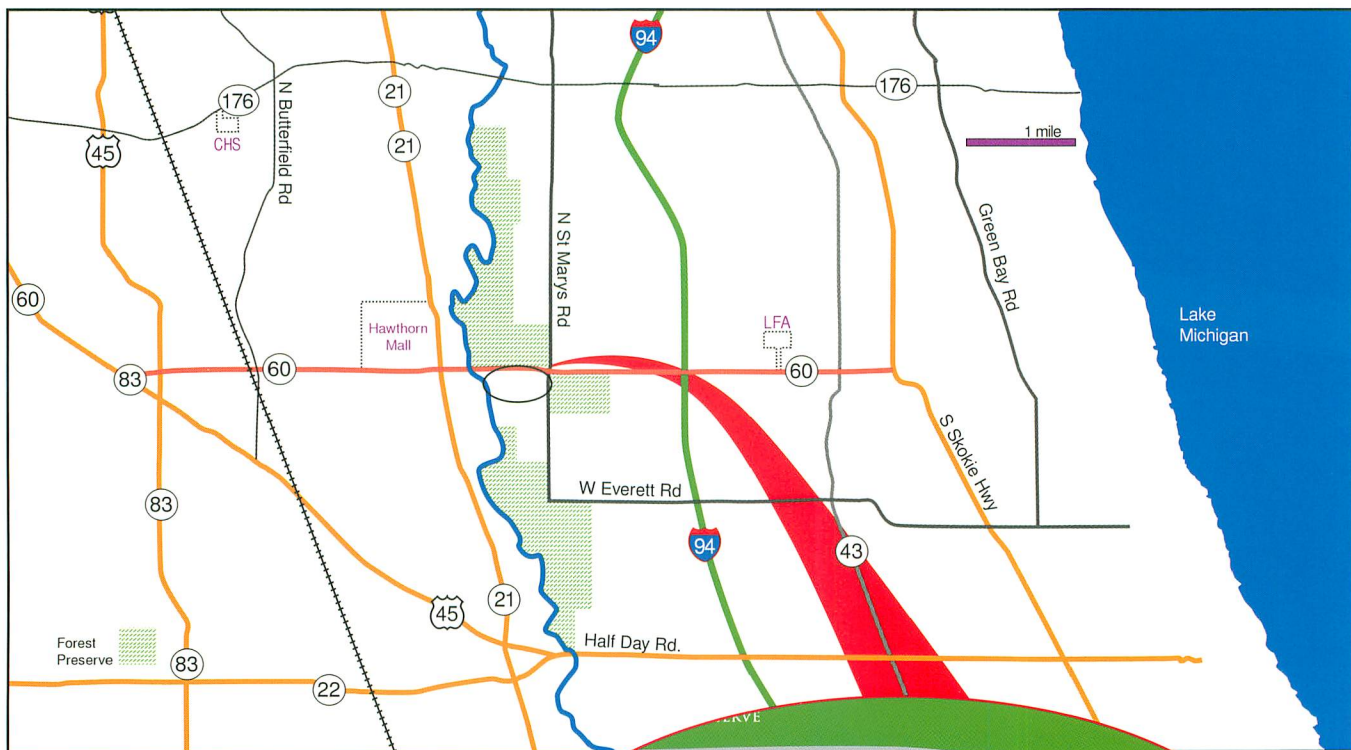 45
94
176
176
N Butterfield Rd
21
CHS
21
1 mile
45
Green Bay Rd
N St Marys Rd
60
Lake
Michigan
Hawthorn
Mall
LFA
83
60
60
S Skokie Hwy
W Everett Rd
83
94
43
21
45
Half Day Rd.
Forest
Preserve
83
22